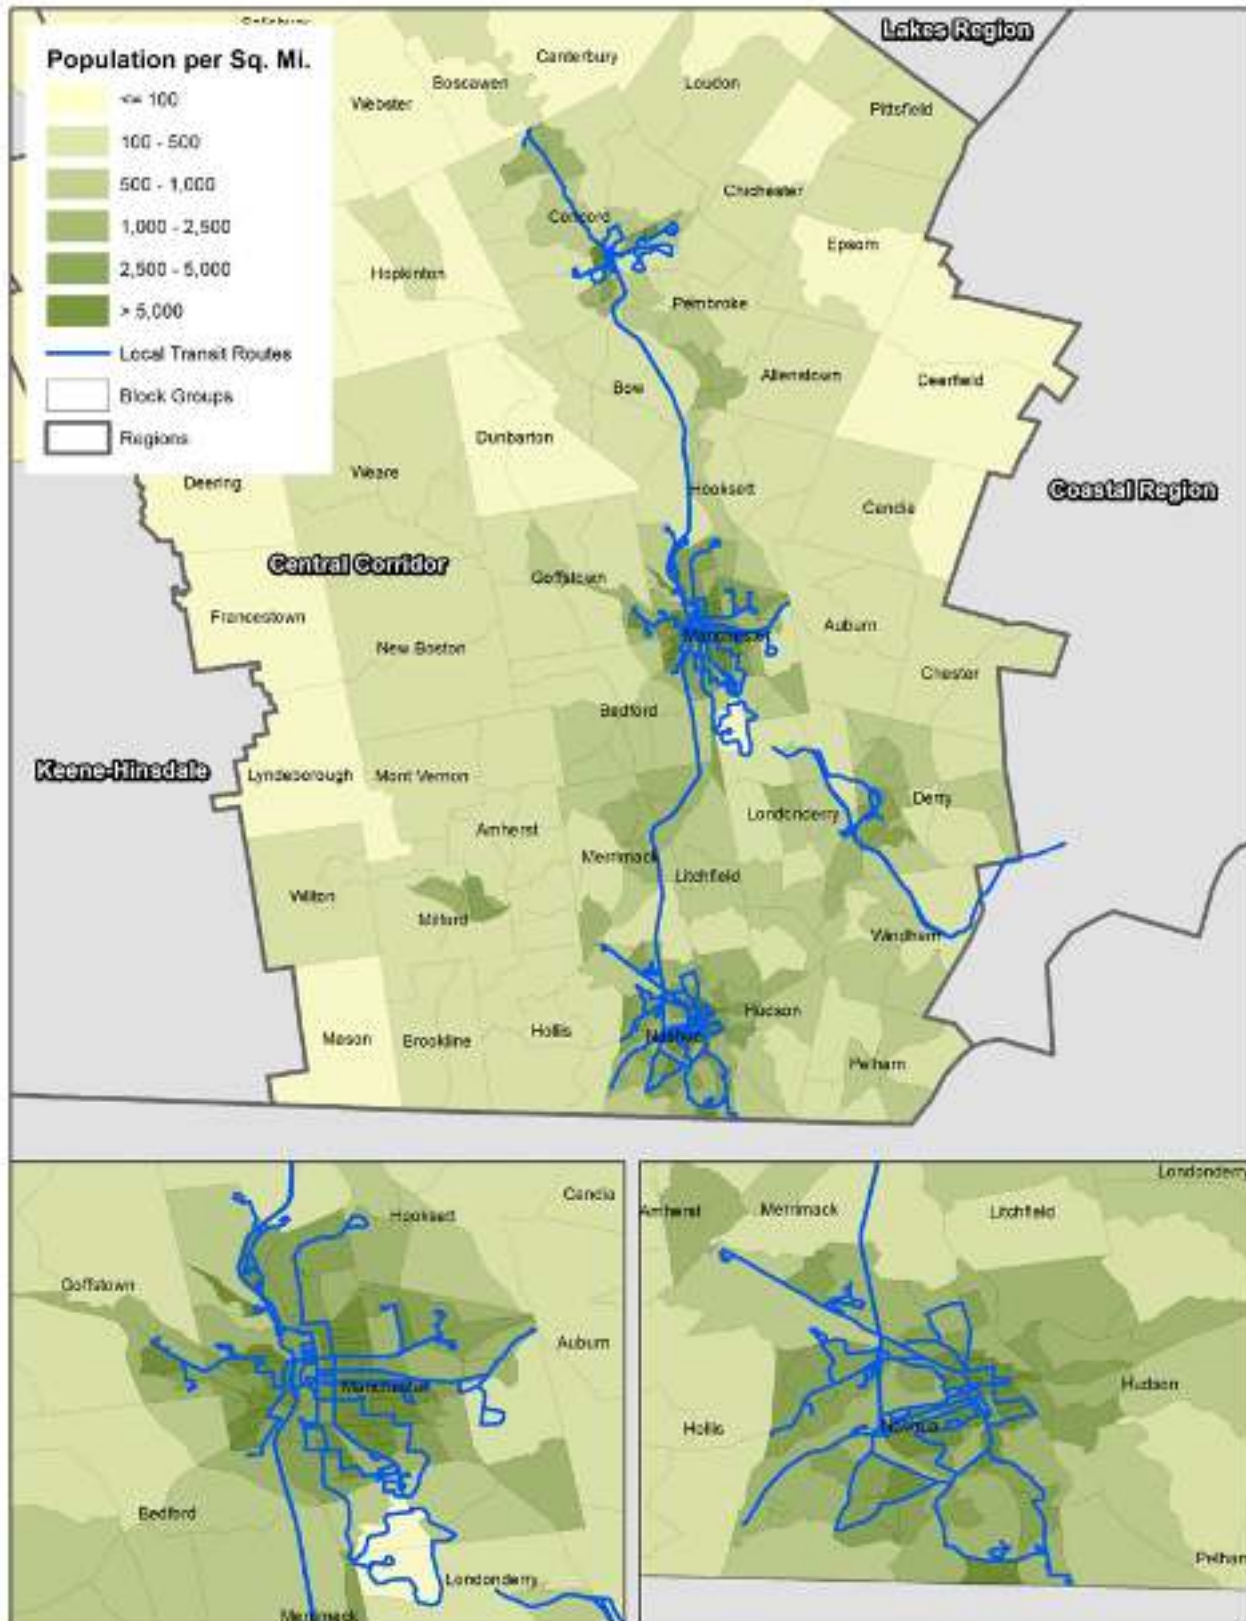 Population per Sq. Mi.
<= 100
100 - 500
500 - 1,000
1,000 - 2,500
2,500 - 5,000
> 5,000
Local Transit Routes
Block Groups
Regions
Lakes Region
Canterbury
Boscawen
Loudon
Webster
Pittsfield
Chichester
Concord
Epsom
Hopkinton
Pembroke
Allenstown
Deerfield
Bow
Dunbarton
Weare
Deering
Hooksett
Coastal Region
Candia
Central Corridor
Goffstown
Francestown
Manchester
Auburn
New Boston
Chester
Bedford
Keene-Hinsdale
Lyndeborough
Mont Vernon
Derry
Londonderry
Amherst
Merrimack
Litchfield
Wilton
Milford
Windham
Hudson
Hollis
Nashua
Mason
Brookline
Pelham
Candia
Hooksett
Goffstown
Auburn
Manchester
Bedford
Londonderry
Merrimack
Londonderry
Amherst
Merrimack
Litchfield
Hudson
Hollis
Nashua
Pelham